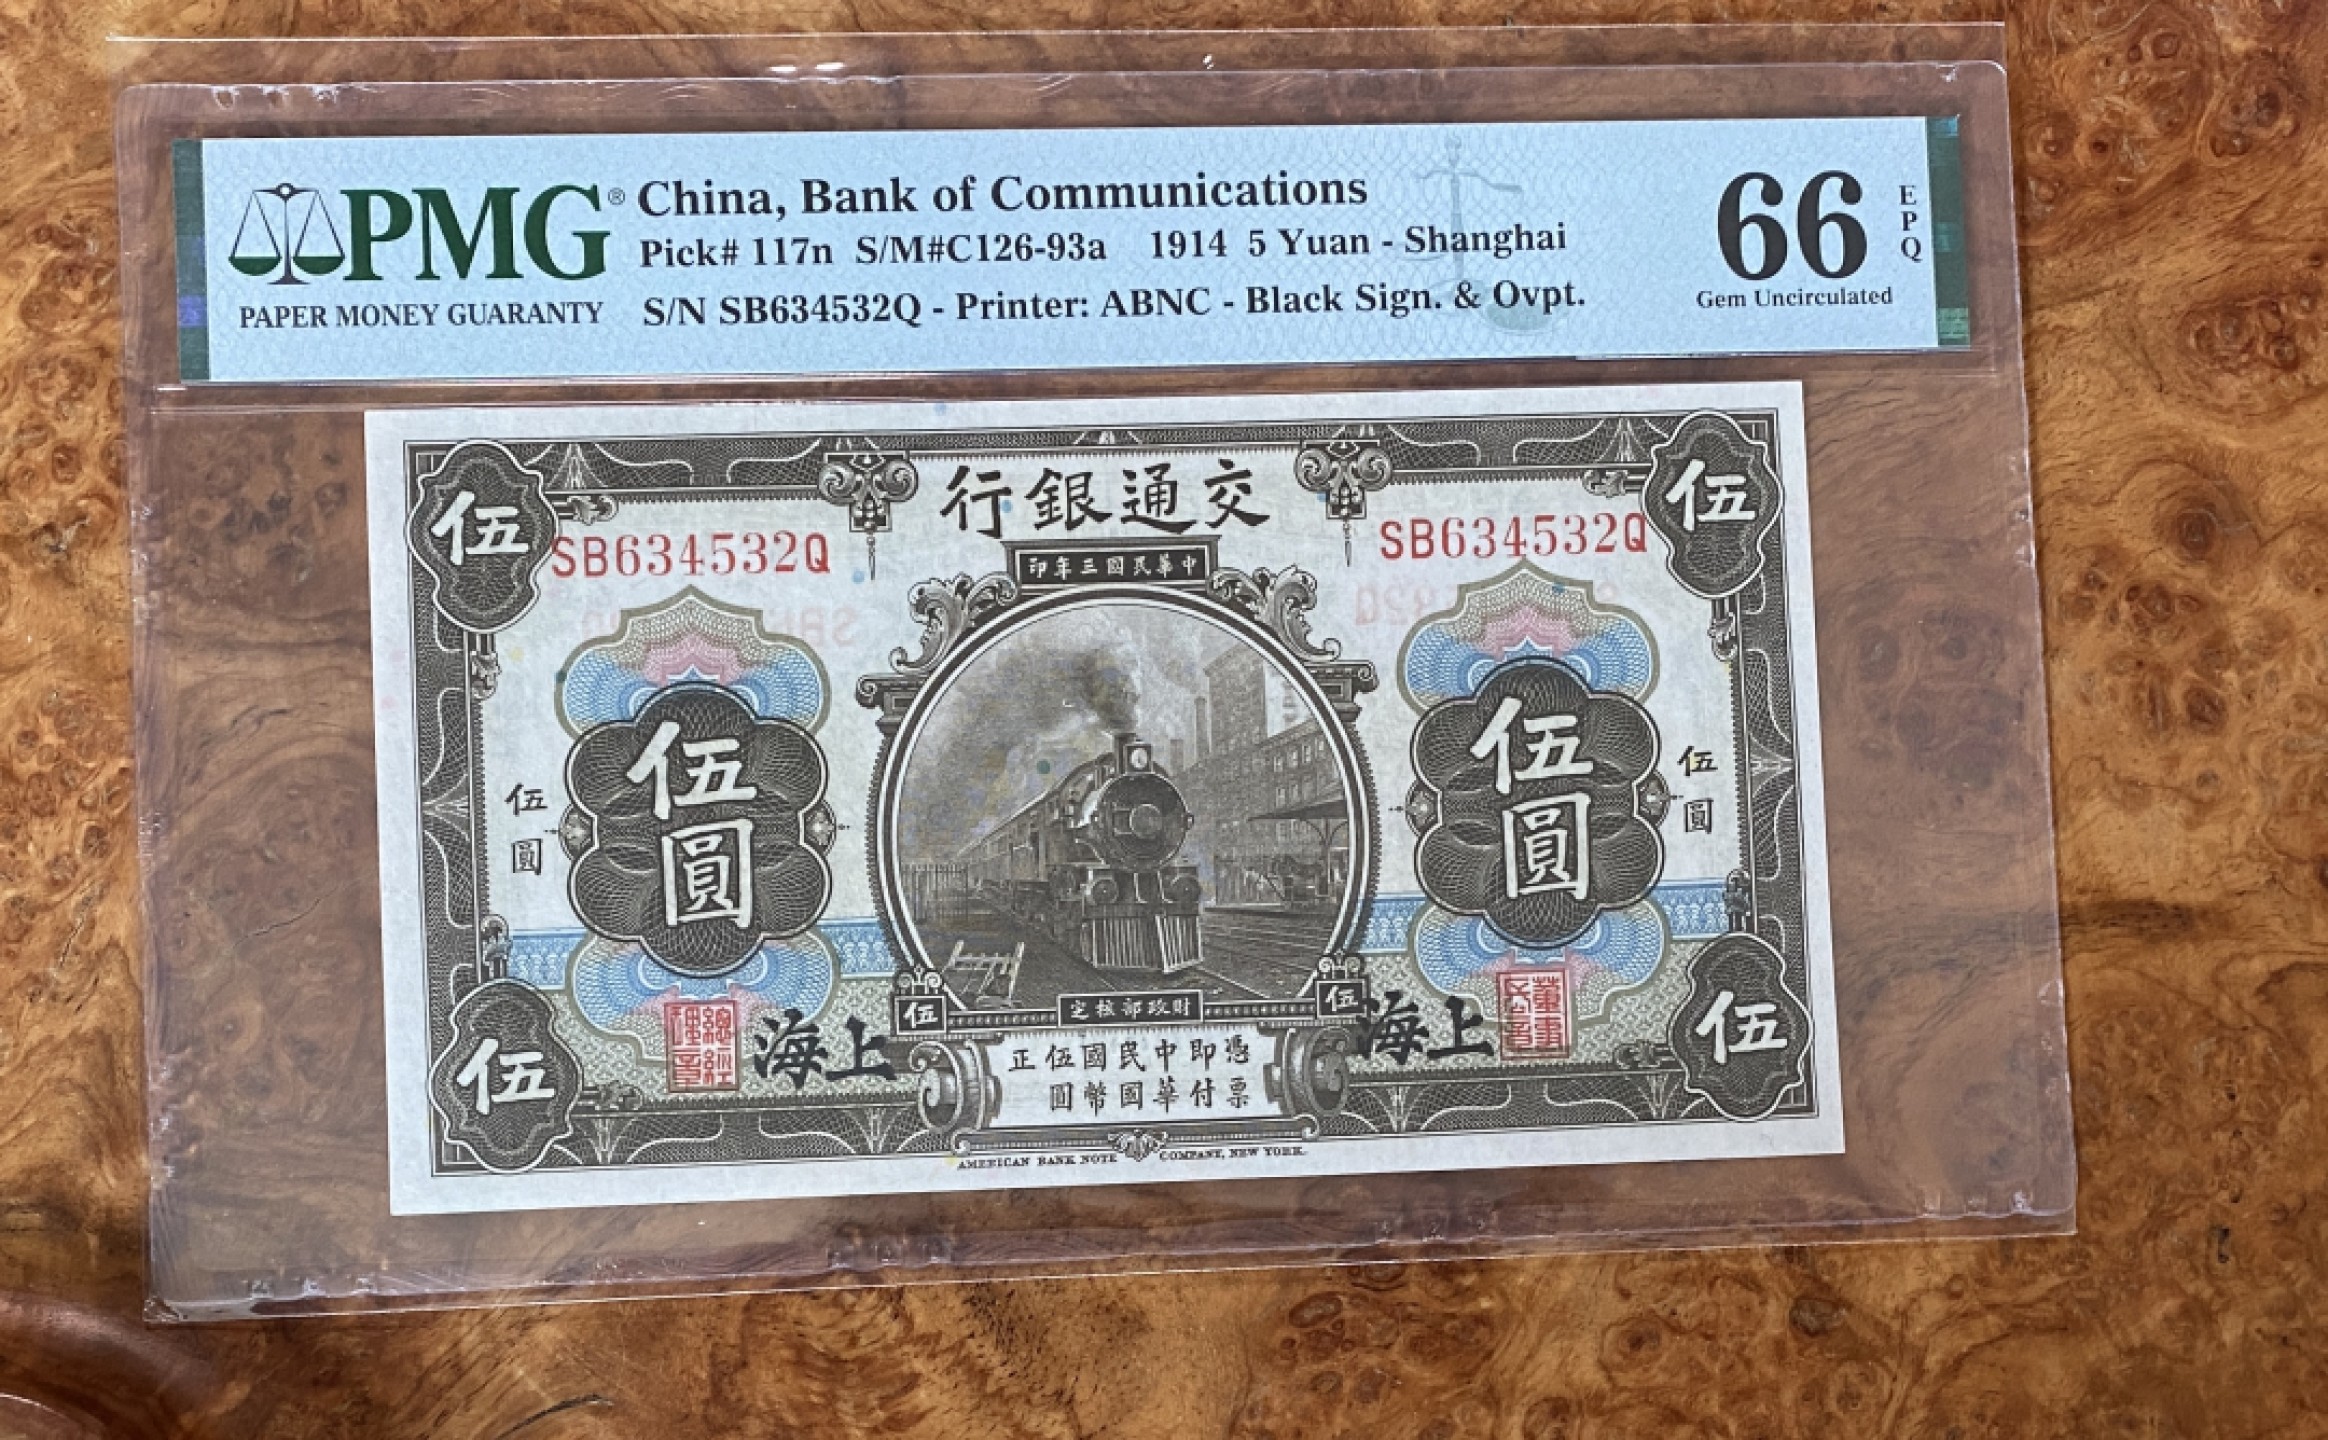 PMG®
PAPER MONEY GUARANTY
China, Bank of Communications
Pick# 117n S/M#C126-93a 1914 5 Yuan - Shanghai
S/N SB634532Q - Printer: ABNC - Black Sign. & Ovpt.
66
EPQ
Gem Uncirculated
伍
行銀通交
伍
SB634532Q
SB634532Q
印年三國民華中
伍圓
伍圓
伍圓
伍圓
定核部政財
伍
伍
總經理章
海上
海上
憑票即付中華民國國幣伍圓正
伍
伍
AMERICAN BANK NOTE COMPANY, NEW YORK.